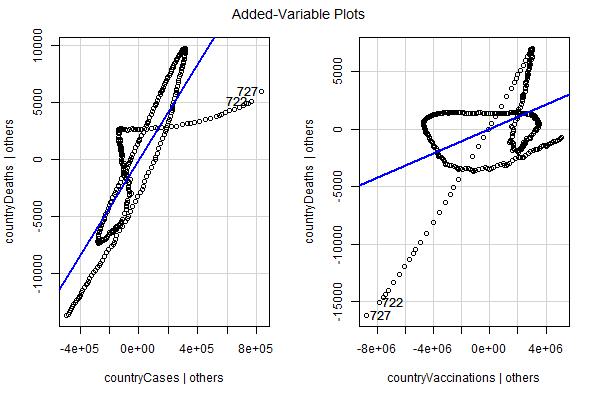 Added-Variable Plots
10000
5000
0
-5000
-10000
countryDeaths | others
727
722
-4e+05 0e+00 4e+05 8e+05
countryCases | others
5000
0
-5000
-10000
-15000
countryDeaths | others
722
727
-8e+06 -4e+06 0e+00 4e+06
countryVaccinations | others